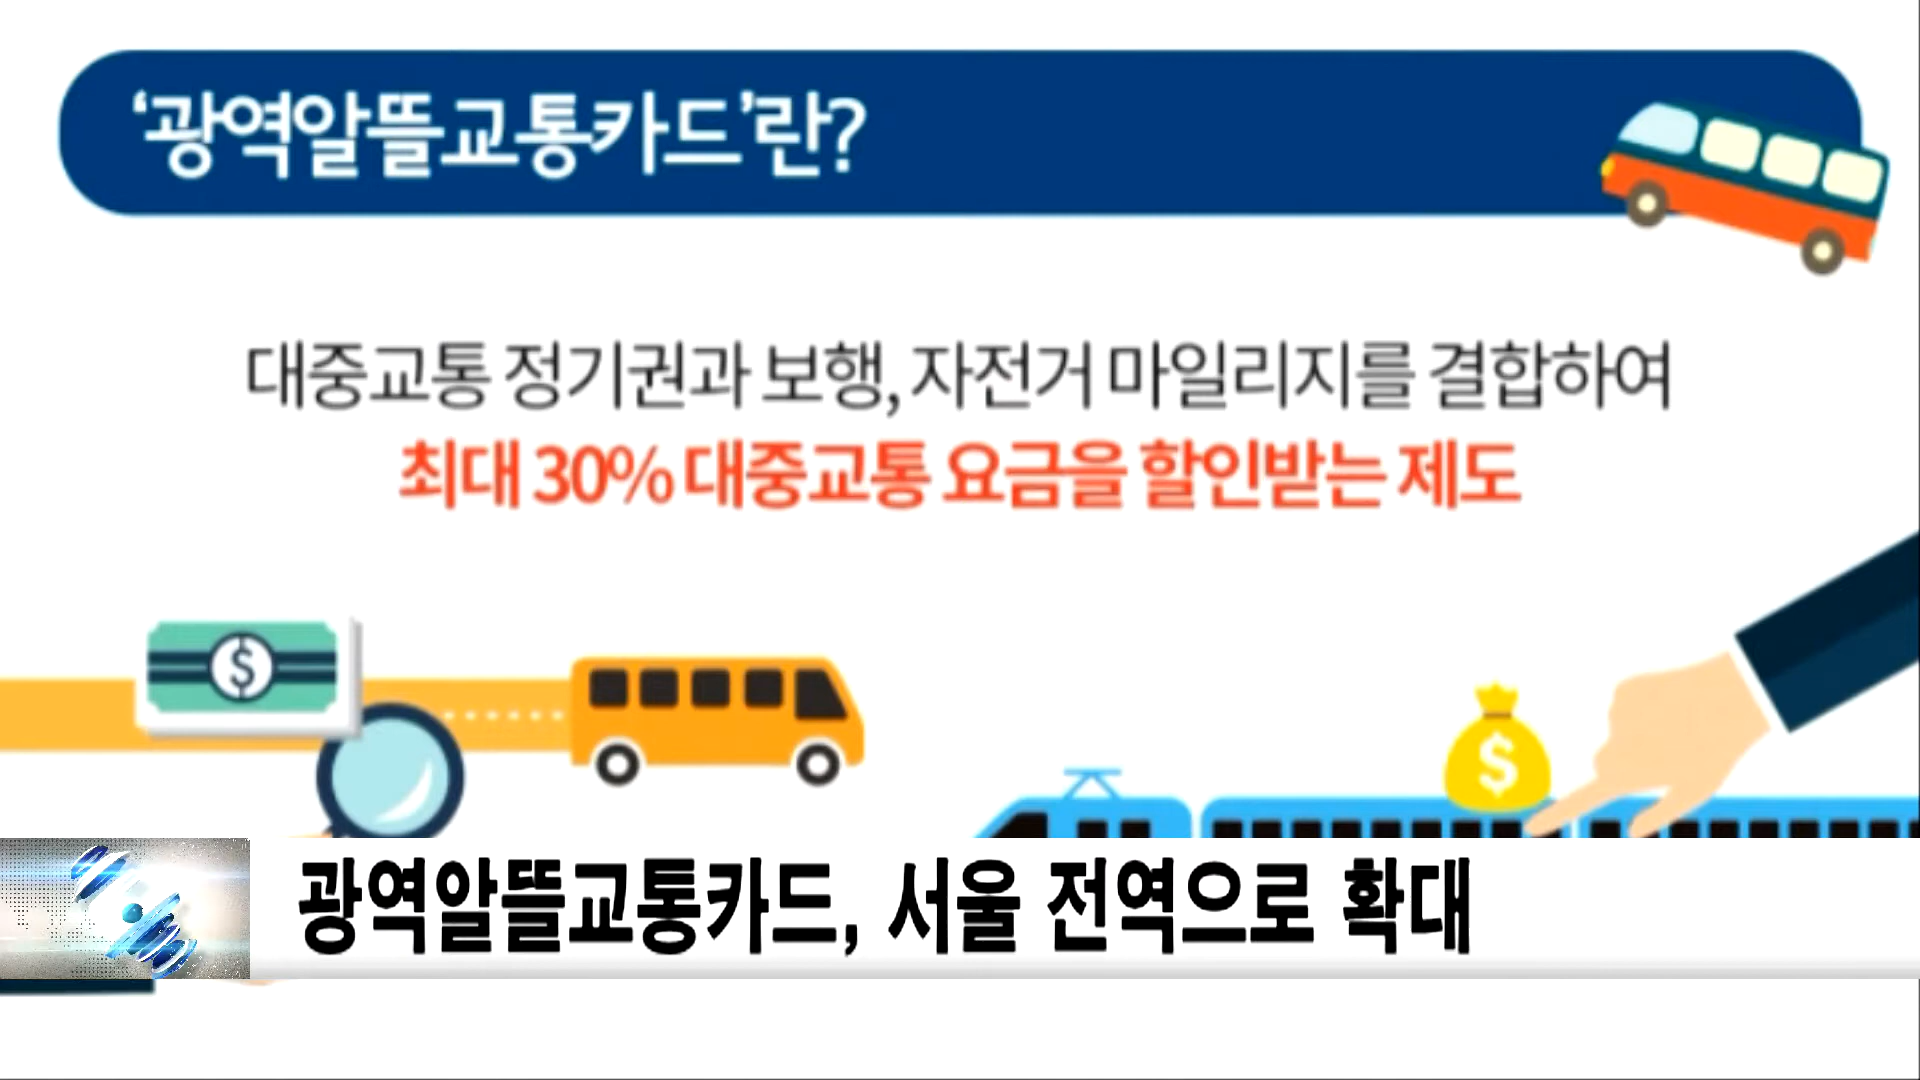 ‘광역알뜰교통카드’란?
대중교통 정기권과 보행, 자전거 마일리지를 결합하여
최대 30% 대중교통 요금을 할인받는 제도
$
$
광역알뜰교통카드, 서울 전역으로 확대